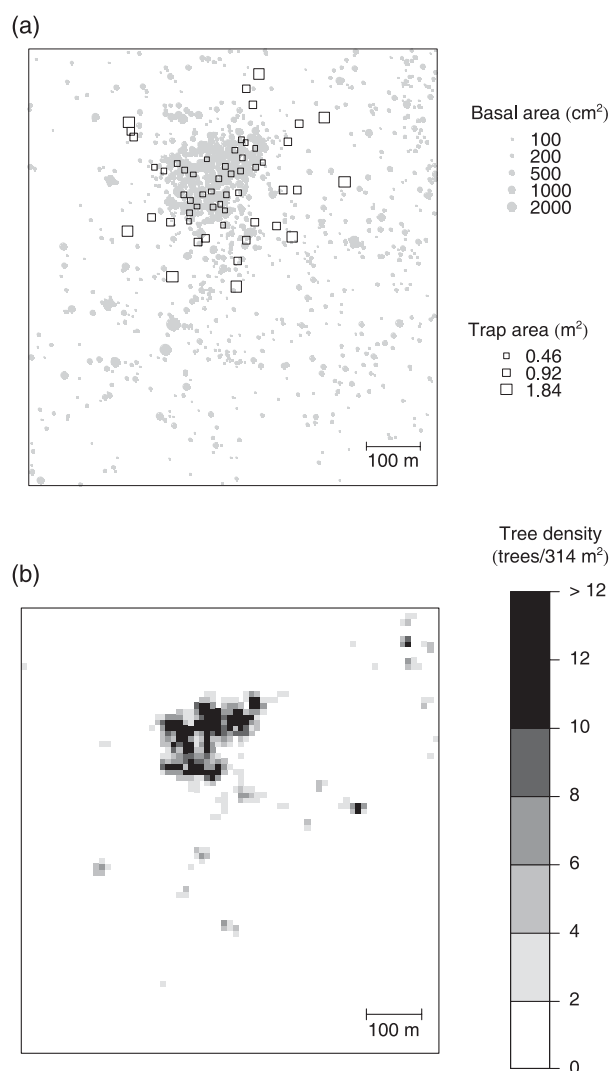 (a)
Basal area (cm²)
100
200
500
1000
2000
Trap area (m²)
0.46
0.92
1.84
100 m
Tree density
(trees/314 m²)
(b)
> 12
12
10
8
6
4
2
0
100 m